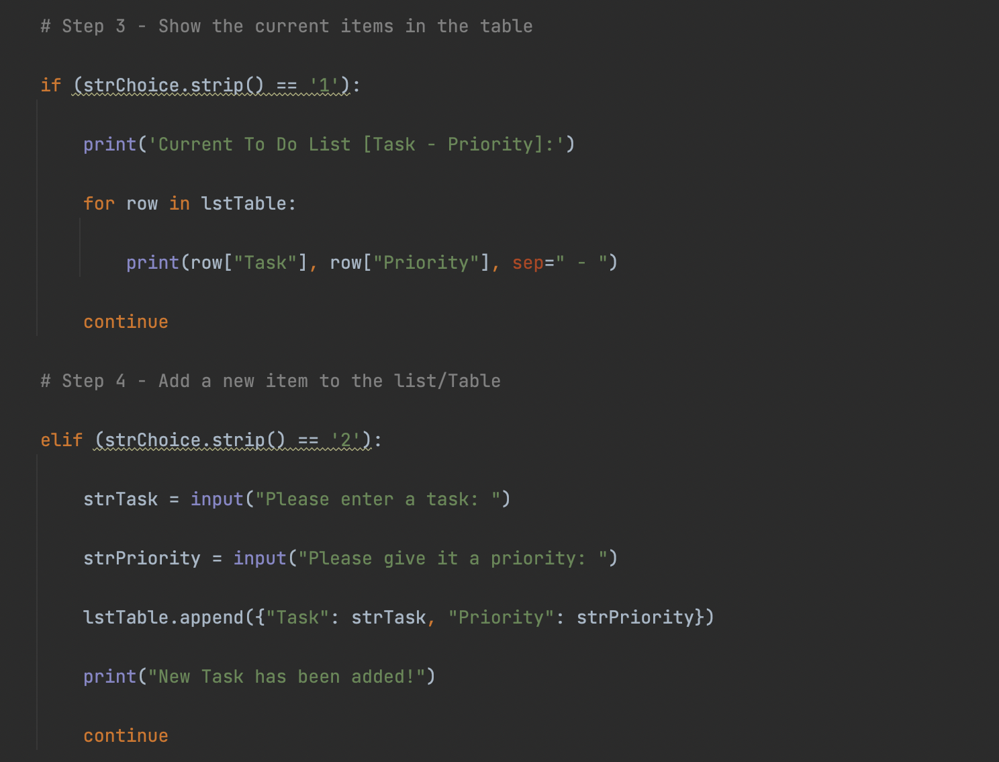 # Step 3 - Show the current items in the table
if (strChoice.strip() == '1'):
print('Current To Do List [Task - Priority]:')
for row in lstTable:
print(row["Task"], row["Priority"], sep=" - ")
continue
# Step 4 - Add a new item to the list/Table
elif (strChoice.strip() == '2'):
strTask = input("Please enter a task: ")
strPriority = input("Please give it a priority: ")
lstTable.append({"Task": strTask, "Priority": strPriority})
print("New Task has been added!")
continue